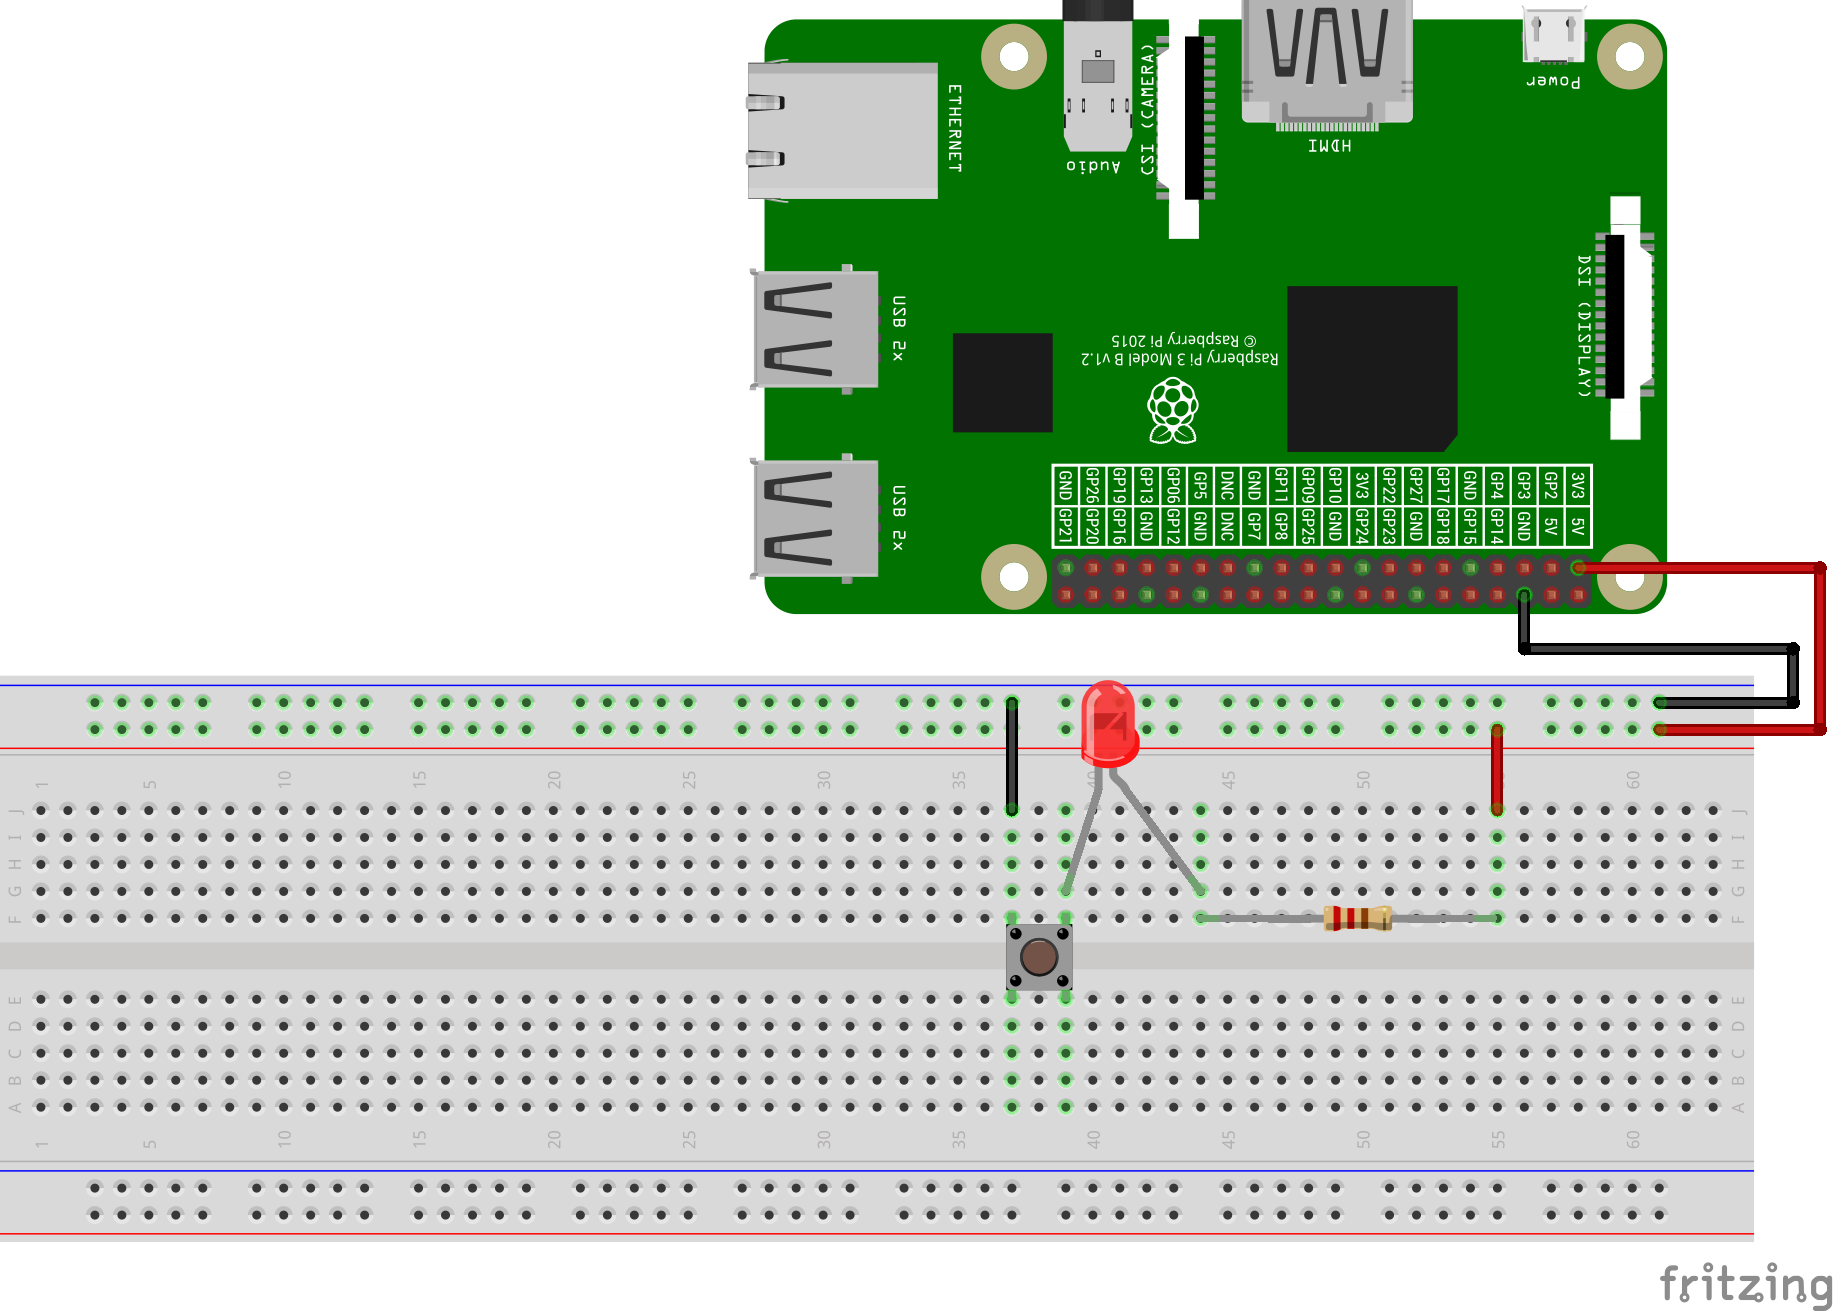 Power
ETHERNET
Audio
CSI (CAMERA)
HDMI
DSI (DISPLAY)
USB 2x
© Raspberry Pi 2015
Raspberry Pi 3 Model B v1.2
USB 2x
GND GP26 GP19 GP13 GP06 GP5 DNC GND GP11 GP09 GP10 3V3 GP22 GP27 GP17 GND GP4 GP3 GP2 3V3
GP21 GP20 GP16 GND GP12 GND DNC GP7 GP8 GP25 GND GP24 GP23 GND GP18 GP15 GP14 GND 5V 5V
1 5 10 15 20 25 30 35 40 45 50 60
J J
I I
H H
G G
F F
E E
D D
C C
B B
A A
1 5 10 15 20 25 30 35 40 45 50 55 60
fritzing